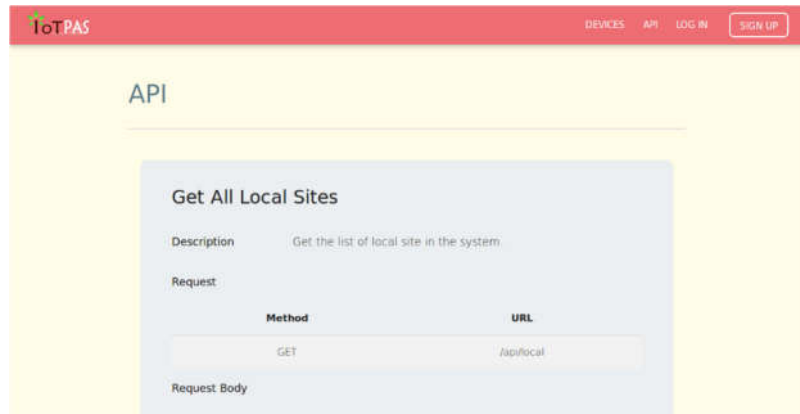 IoTPAS
DEVICES API LOG IN SIGN UP
API
Get All Local Sites
Description Get the list of local site in the system.
Request
Method URL
GET /api/local
Request Body